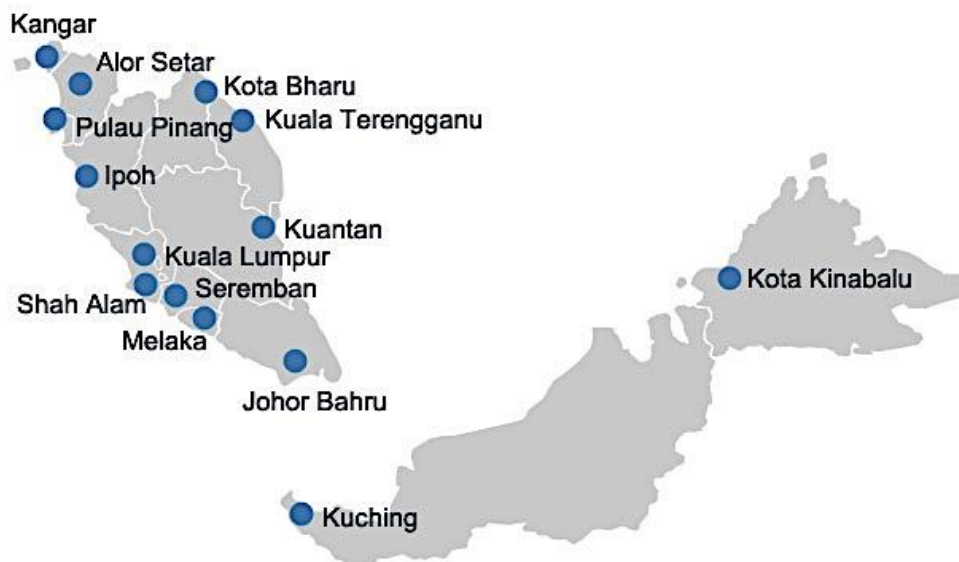 Kangar
Alor Setar
Kota Bharu
Pulau Pinang
Kuala Terengganu
Ipoh
Kuantan
Kuala Lumpur
Kota Kinabalu
Seremban
Shah Alam
Melaka
Johor Bahru
Kuching